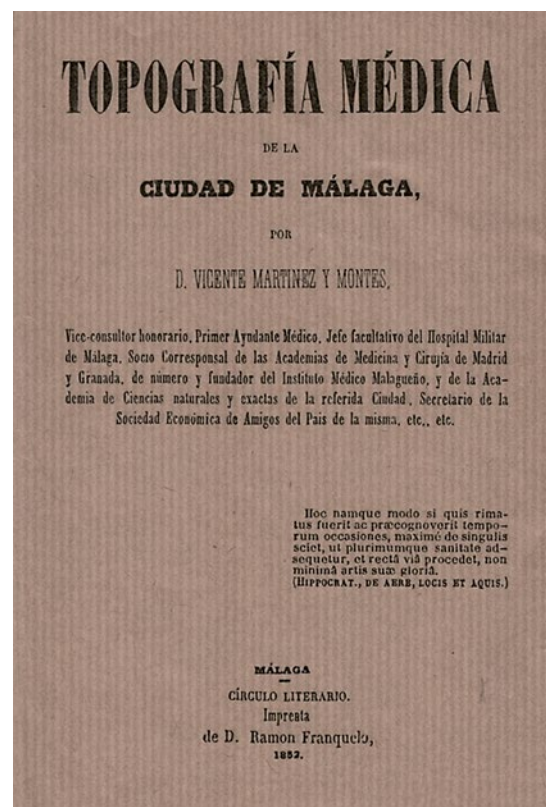 TOPOGRAFÍA MÉDICA
DE LA
CIUDAD DE MÁLAGA,
POR
D. VICENTE MARTINEZ Y MONTES,
Vice-consultor honorario, Primer Ayudante Médico, Jefe facultativo del Hospital Militar
de Málaga, Socio Corresponsal de las Academias de Medicina y Cirujía de Madrid
y Granada, de número y fundador del Instituto Médico Malagueño, y de la Aca-
demia de Ciencias naturales y exactas de la referida Ciudad, Secretario de la
Sociedad Económica de Amigos del Pais de la misma, etc., etc.
Hoc namque modo si quis rima-
tus fuerit ac præcognoverit tempo-
rum occasiones, maximé de singulis
sciet, ut plurimumque sanitate ad-
sequetur, et rectâ viâ procedet, non
minimâ artis suæ gloriâ.
(HIPPOCRAT., DE AERB, LOCIS ET AQUIS.)
MÁLAGA
CÍRCULO LITERARIO.
Imprenta
de D. Ramon Franquelo,
1852.